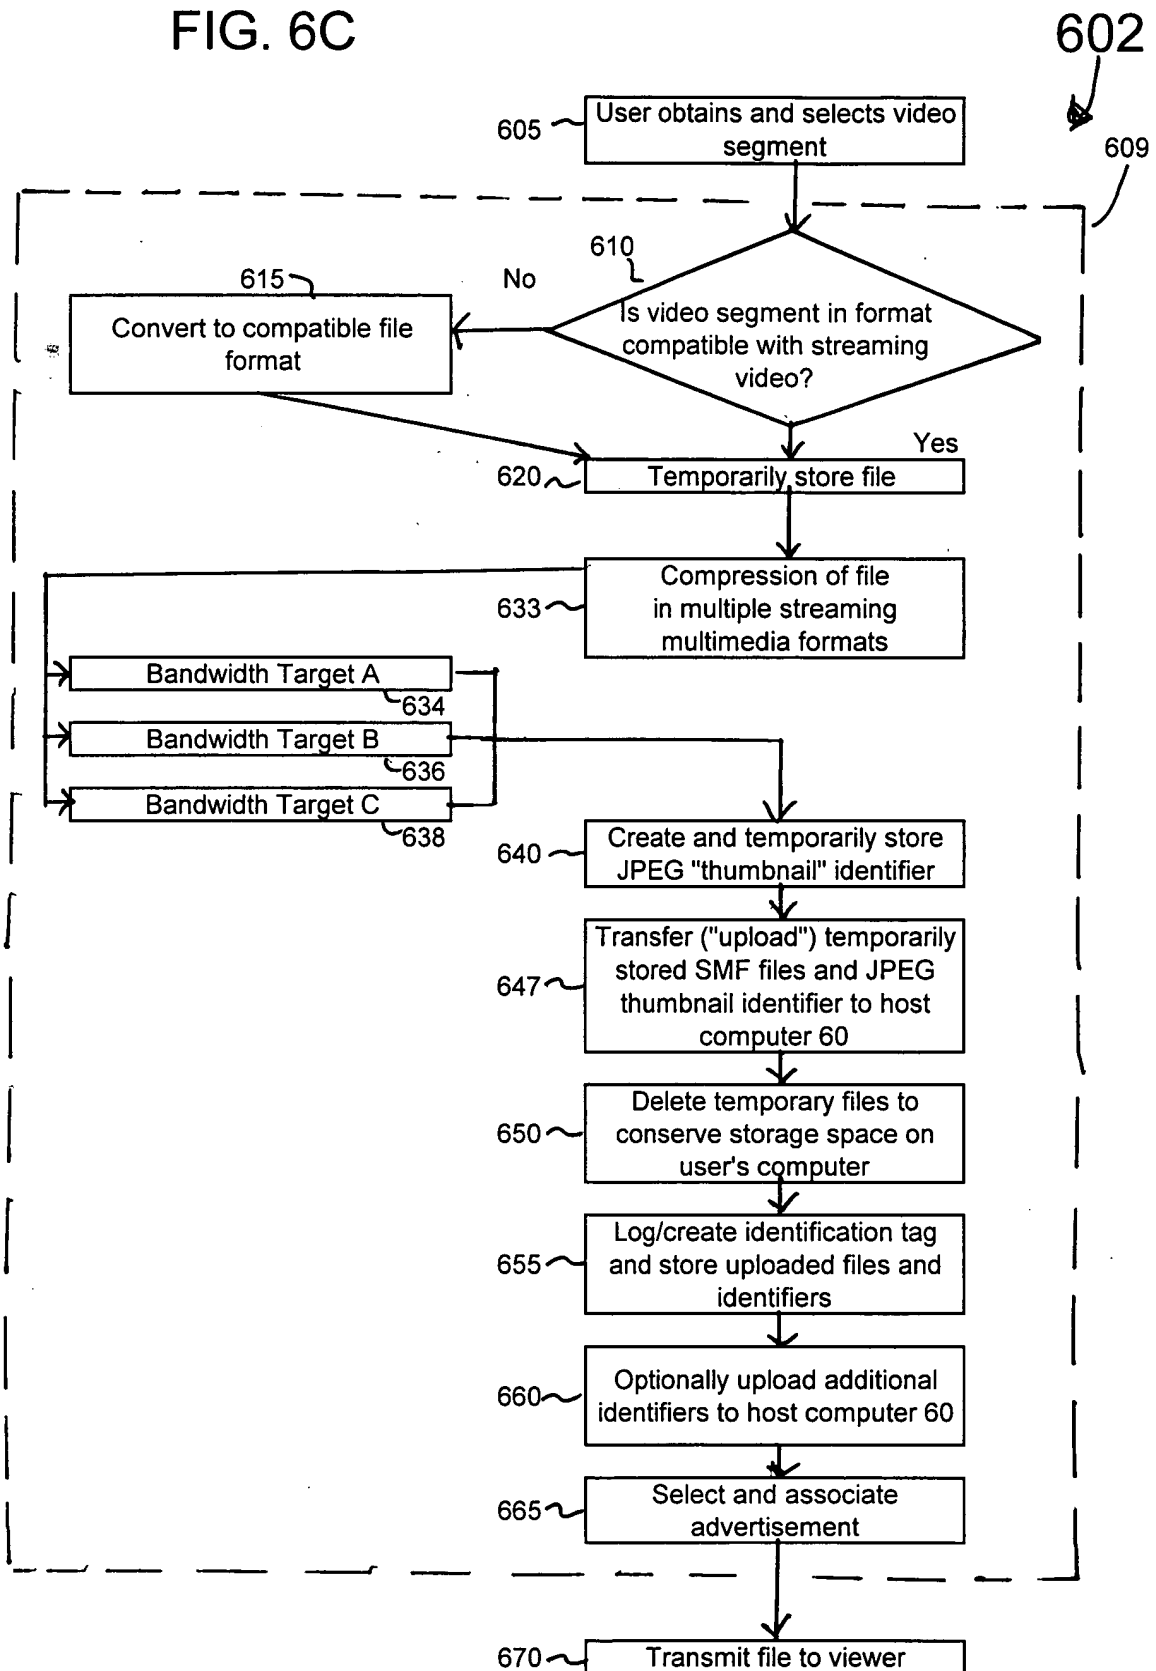 FIG. 6C
602
605
User obtains and selects video
segment
609
610
No
Is video segment in format
compatible with streaming
video?
615
Convert to compatible file
format
Yes
620
Temporarily store file
633
Compression of file
in multiple streaming
multimedia formats
Bandwidth Target A
634
Bandwidth Target B
636
Bandwidth Target C
638
640
Create and temporarily store
JPEG "thumbnail" identifier
647
Transfer ("upload") temporarily
stored SMF files and JPEG
thumbnail identifier to host
computer 60
650
Delete temporary files to
conserve storage space on
user's computer
655
Log/create identification tag
and store uploaded files and
identifiers
660
Optionally upload additional
identifiers to host computer 60
665
Select and associate
advertisement
670
Transmit file to viewer